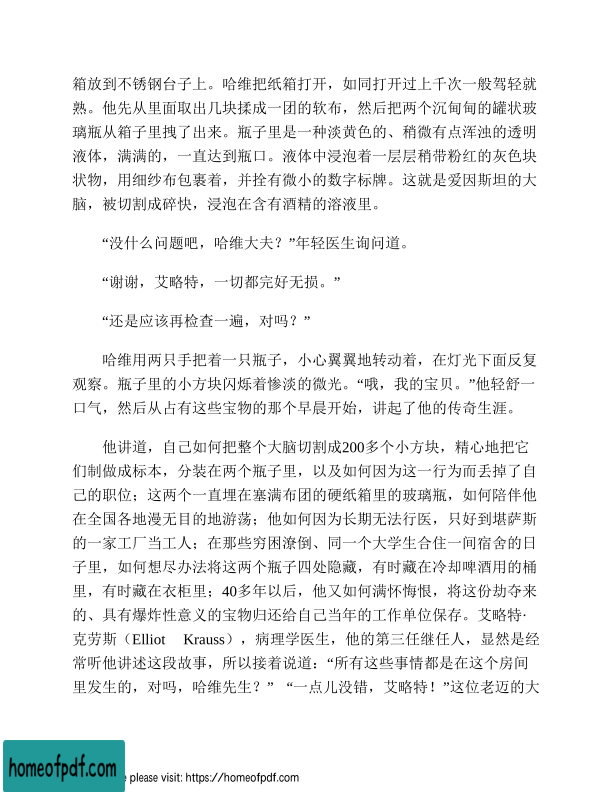 箱放到不锈钢台子上。哈维把纸箱打开，如同打开过上千次一般驾轻就
熟。他先从里面取出几块揉成一团的软布，然后把两个沉甸甸的罐状玻
璃瓶从箱子里拽了出来。瓶子里是一种淡黄色的、稍微有点浑浊的透明
液体，满满的，一直达到瓶口。液体中浸泡着一层层稍带粉红的灰色块
状物，用细纱布包裹着，并拴有微小的数字标牌。这就是爱因斯坦的大
脑，被切割成碎快，浸泡在含有酒精的溶液里。
“没什么问题吧，哈维大夫？”年轻医生询问道。
“谢谢，艾略特，一切都完好无损。”
“还是应该再检查一遍，对吗？”
哈维用两只手把着一只瓶子，小心翼翼地转动着，在灯光下面反复
观察。瓶子里的小方块闪烁着惨淡的微光。“哦，我的宝贝。”他轻舒一
口气，然后从占有这些宝物的那个早晨开始，讲起了他的传奇生涯。
他讲道，自己如何把整个大脑切割成200多个小方块，精心地把它
们制做成标本，分装在两个瓶子里，以及如何因为这一行为而丢掉了自
己的职位；这两个一直埋在塞满布团的硬纸箱里的玻璃瓶，如何陪伴他
在全国各地漫无目的地游荡；他如何因为长期无法行医，只好到堪萨斯
的一家工厂当工人；在那些穷困潦倒、同一个大学生合住一间宿舍的日
子里，如何想尽办法将这两个瓶子四处隐藏，有时藏在冷却啤酒用的桶
里，有时藏在衣柜里；40多年以后，他又如何满怀悔恨，将这份劫夺来
的、具有爆炸性意义的宝物归还给自己当年的工作单位保存。艾略特·
克劳斯（Elliot Krauss），病理学医生，他的第三任继任人，显然是经
常听他讲述这段故事，所以接着说道：“所有这些事情都是在这个房间
里发生的，对吗，哈维先生？” “一点儿没错，艾略特！”这位老迈的大
homeofpdf.com
e please visit: https://homeofpdf.com